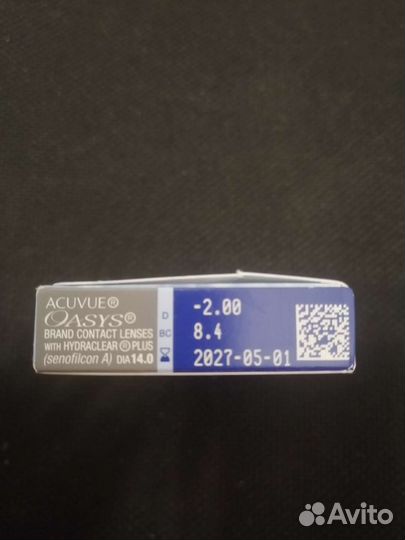 ACUVUE®
OASYS®
BRAND CONTACT LENSES
WITH HYDRACLEAR® PLUS
(senofilcon A) DIA 14.0
D -2.00
BC 8.4
2027-05-01
Avito